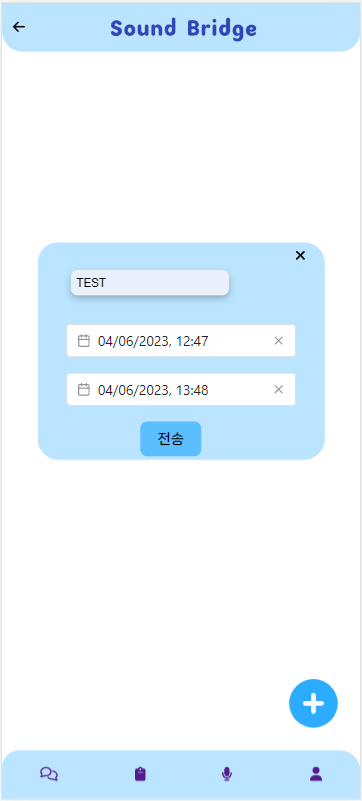 Sound Bridge
TEST
04/06/2023, 12:47
04/06/2023, 13:48
전송